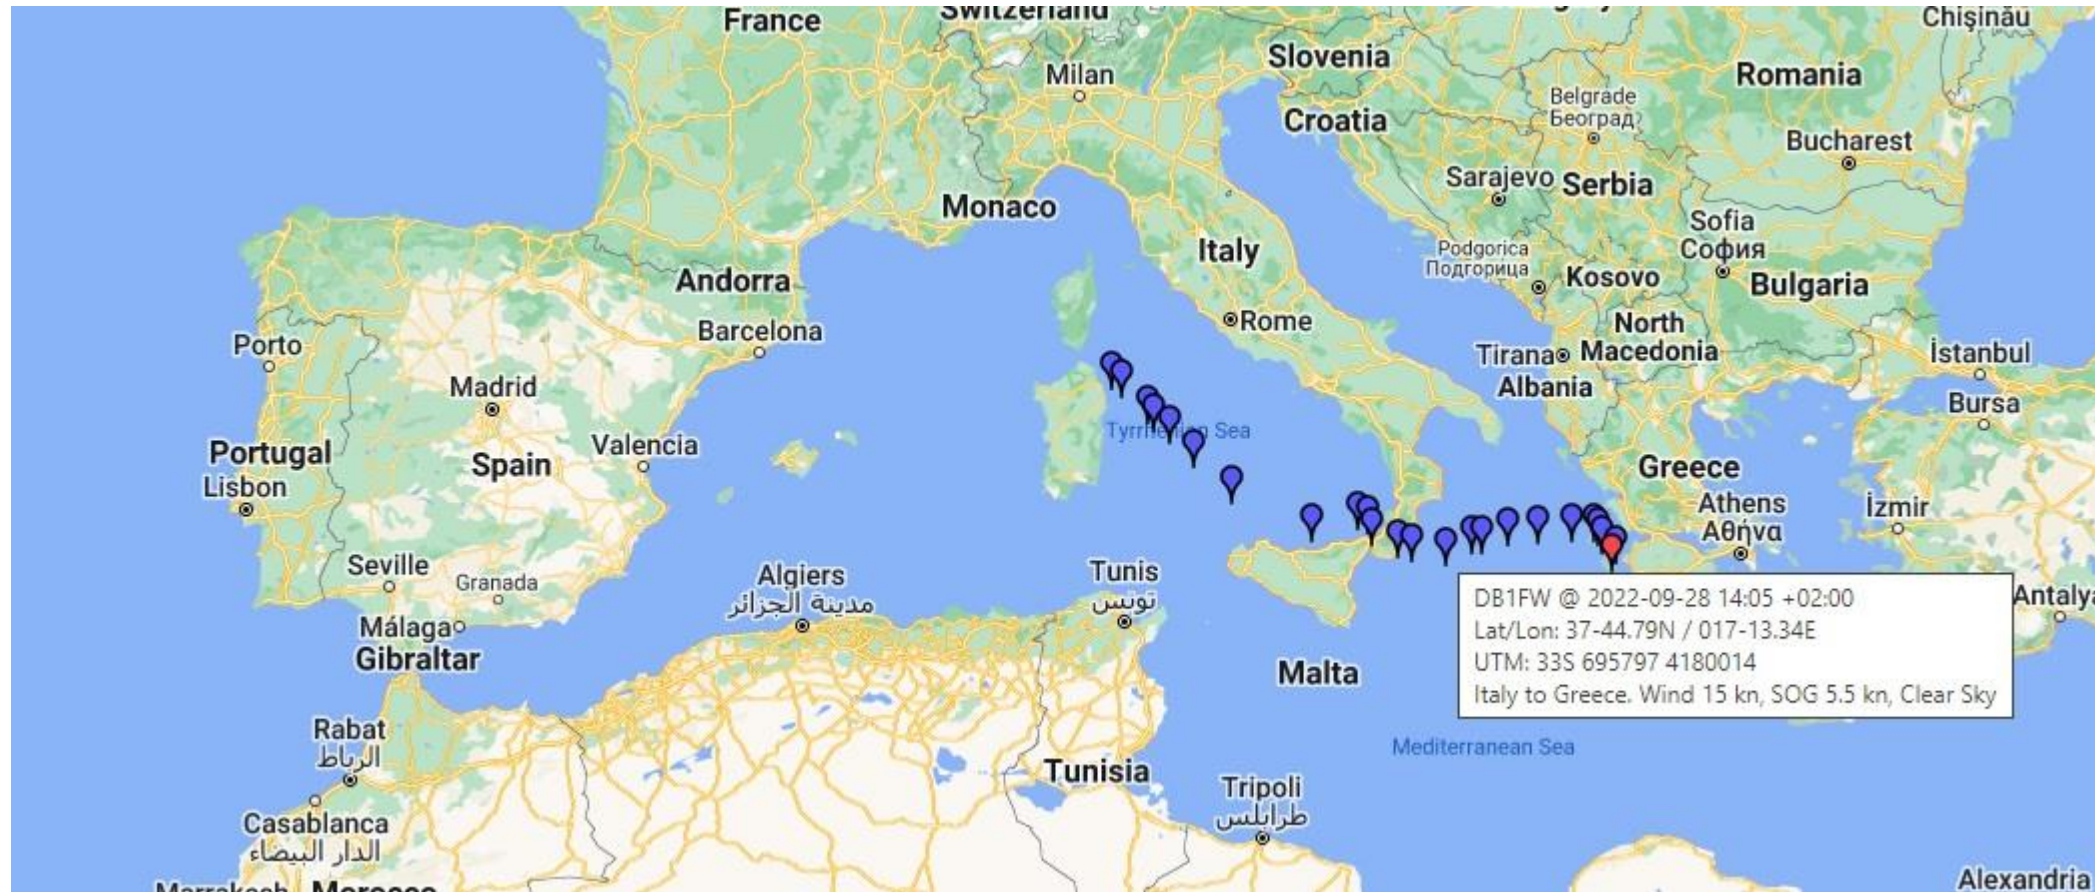 France
Switzerland
Chișinău
Milan
Slovenia
Romania
Croatia
Belgrade
Београд
Bucharest
Monaco
Sarajevo
Serbia
Sofia
София
Italy
Podgorica
Подгорица
Kosovo
Bulgaria
Andorra
Rome
North
Macedonia
Barcelona
Porto
Tirana
İstanbul
Madrid
Albania
Bursa
Tyrrhenian Sea
Portugal
Valencia
Spain
Greece
Lisbon
Athens
Αθήνα
İzmir
Seville
Granada
Algiers
مدينة الجزائر
Tunis
تونس
DB1FW @ 2022-09-28 14:05 +02:00
Lat/Lon: 37-44.79N / 017-13.34E
UTM: 33S 695797 4180014
Italy to Greece. Wind 15 kn, SOG 5.5 kn, Clear Sky
Antalya
Málaga
Gibraltar
Malta
Rabat
الرباط
Mediterranean Sea
Tunisia
Tripoli
طرابلس
Casablanca
الدار البيضاء
Alexandria
Marrakesh
Morocco